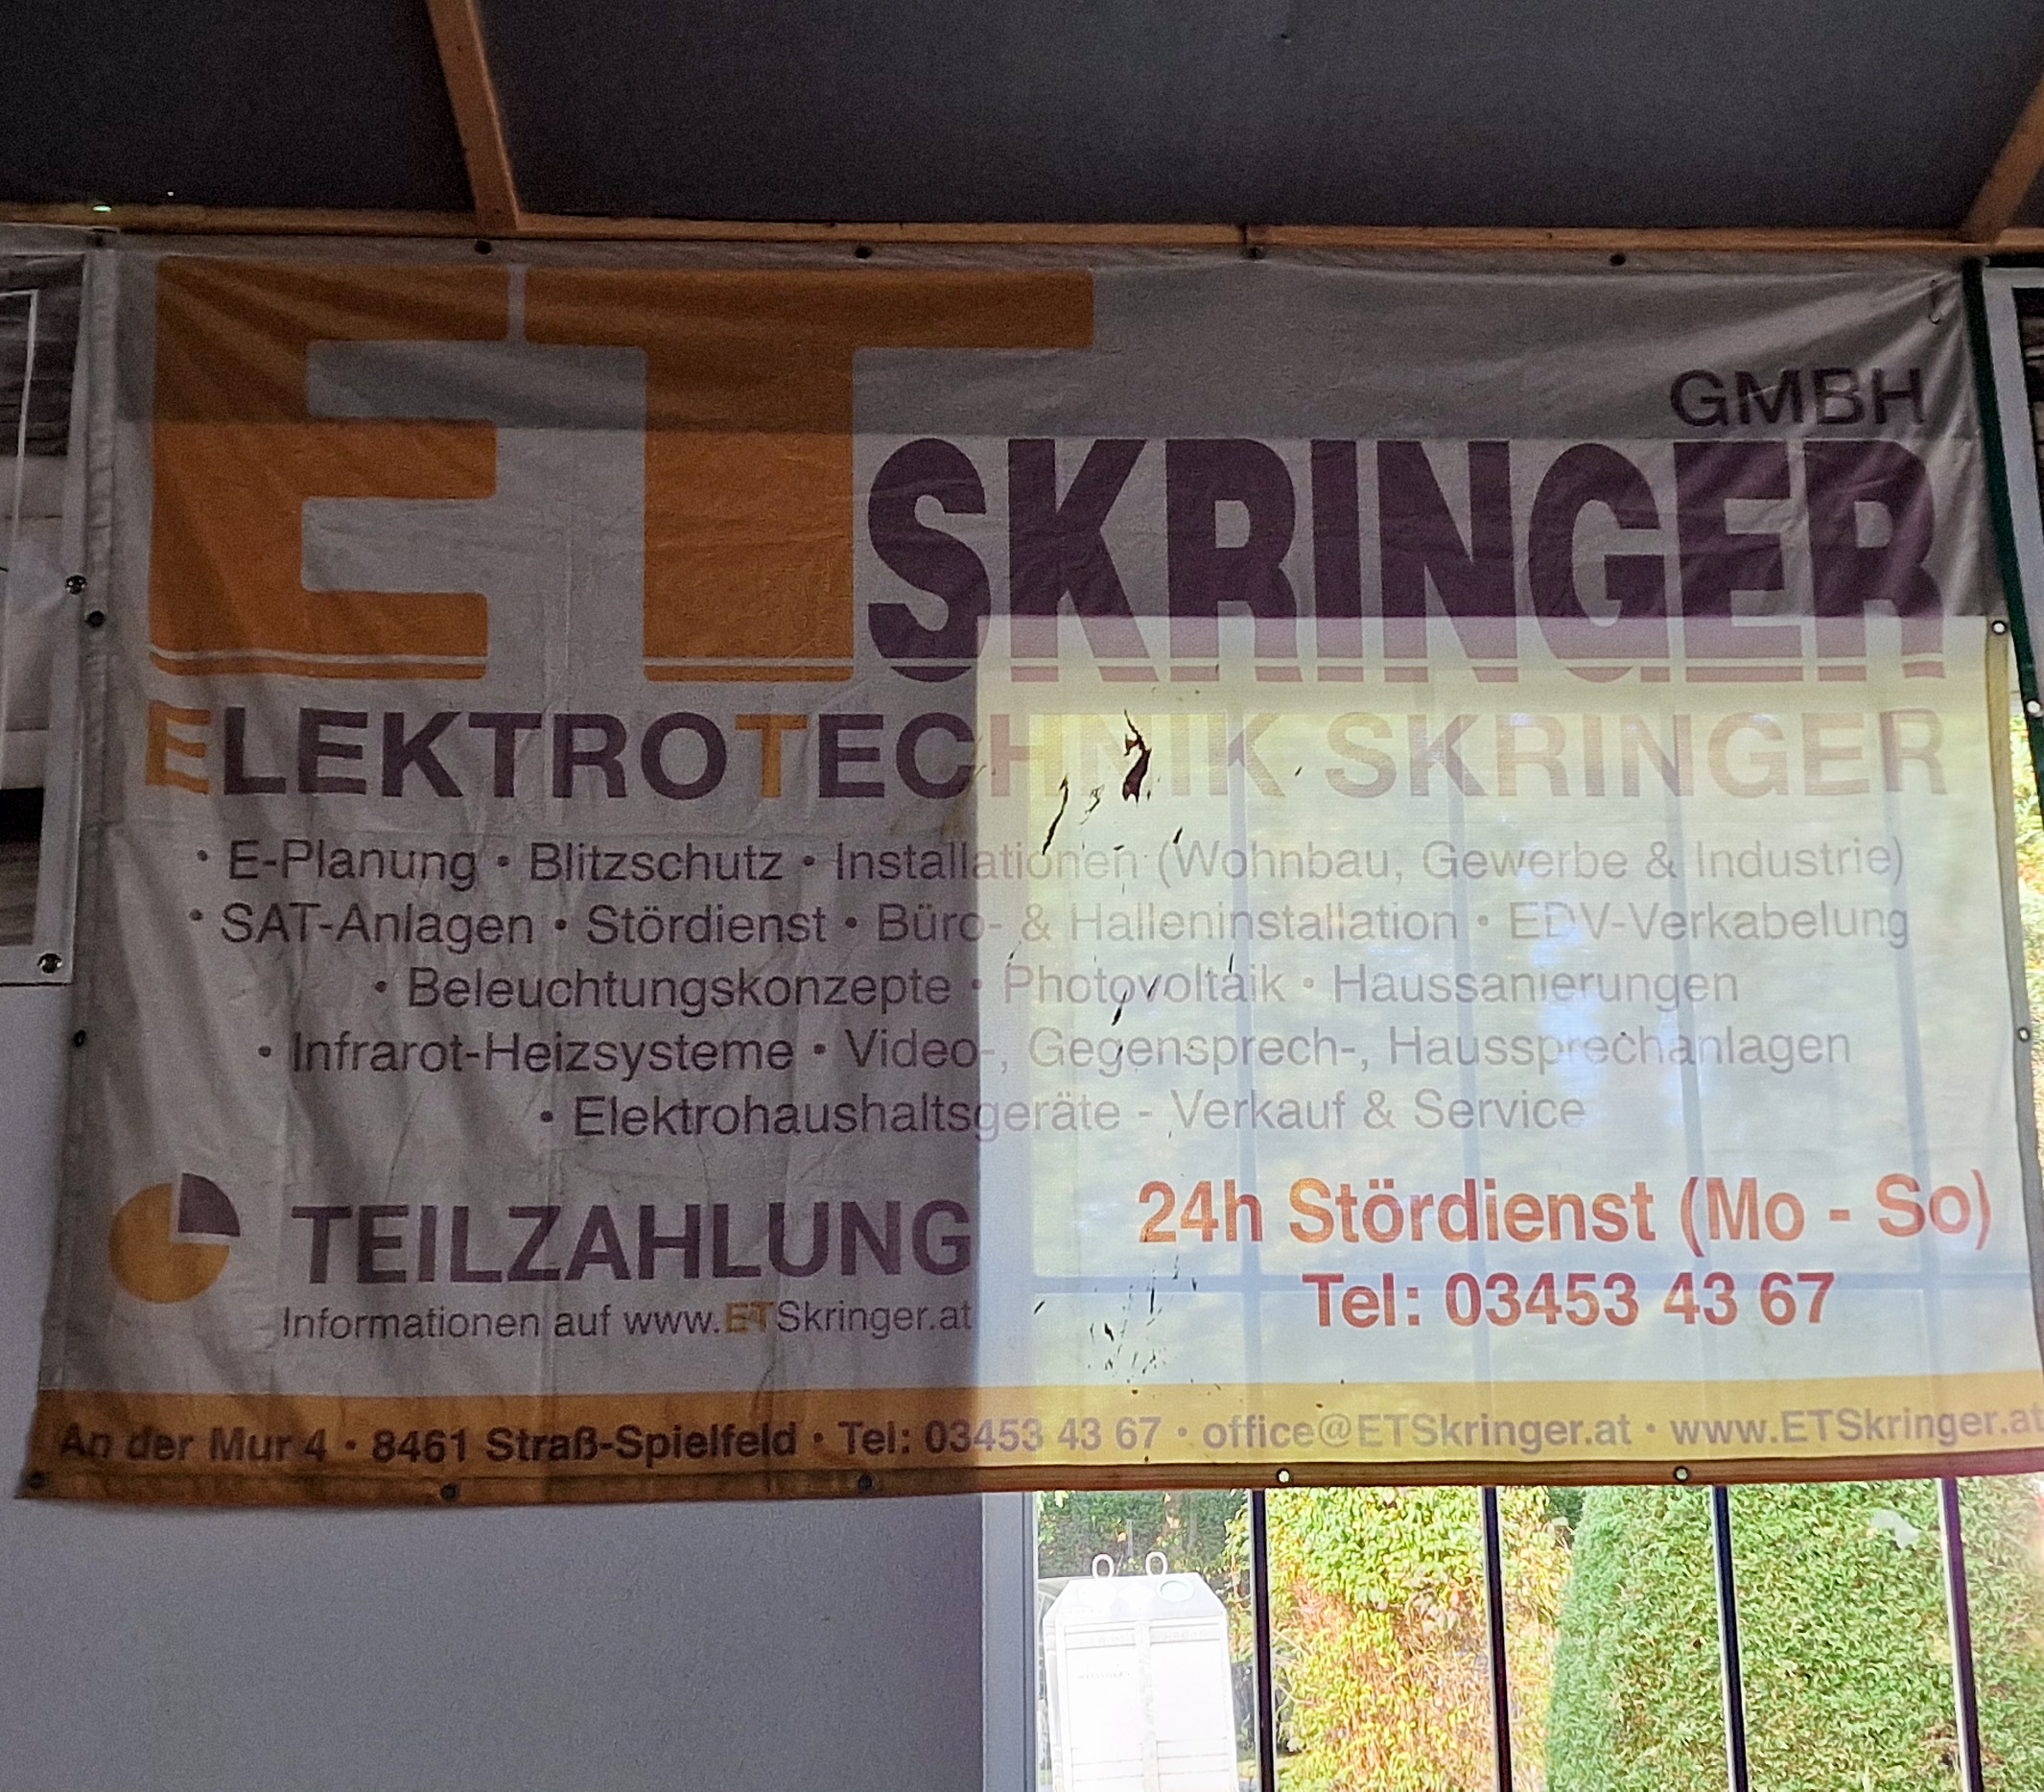 ET SKRINGER GMBH
ELEKTROTECHNIK SKRINGER
• E-Planung • Blitzschutz • Installationen (Wohnbau, Gewerbe & Industrie)
• SAT-Anlagen • Stördienst • Büro- & Halleninstallation • EDV-Verkabelung
• Beleuchtungskonzepte • Photovoltaik • Haussanierungen
• Infrarot-Heizsysteme • Video-, Gegensprech-, Haussprechanlagen
• Elektrohaushaltsgeräte - Verkauf & Service
TEILZAHLUNG
Informationen auf www.ETSkringer.at
24h Stördienst (Mo - So)
Tel: 03453 43 67
An der Mur 4 • 8461 Straß-Spielfeld • Tel: 03453 43 67 • office@ETSkringer.at • www.ETSkringer.at